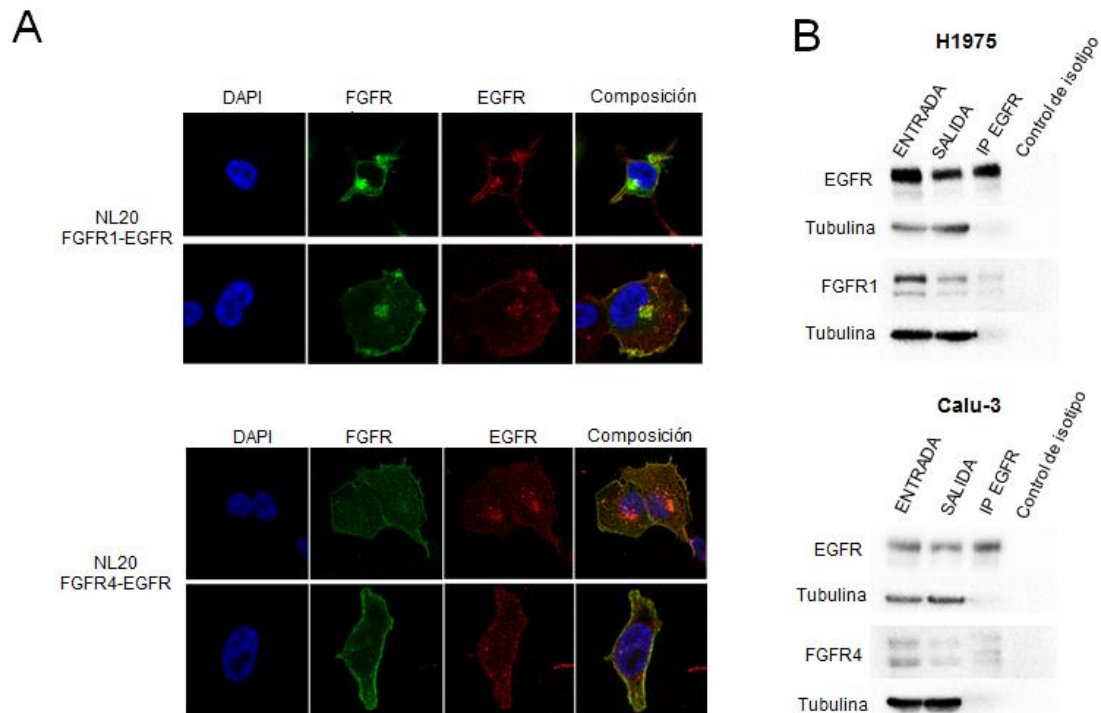 A
DAPI FGFR EGFR Composición
NL20
FGFR1-EGFR
DAPI FGFR EGFR Composición
NL20
FGFR4-EGFR
B
H1975
ENTRADA SALIDA IP EGFR Control de isotipo
EGFR
Tubulina
FGFR1
Tubulina
Calu-3
ENTRADA SALIDA IP EGFR Control de isotipo
EGFR
Tubulina
FGFR4
Tubulina